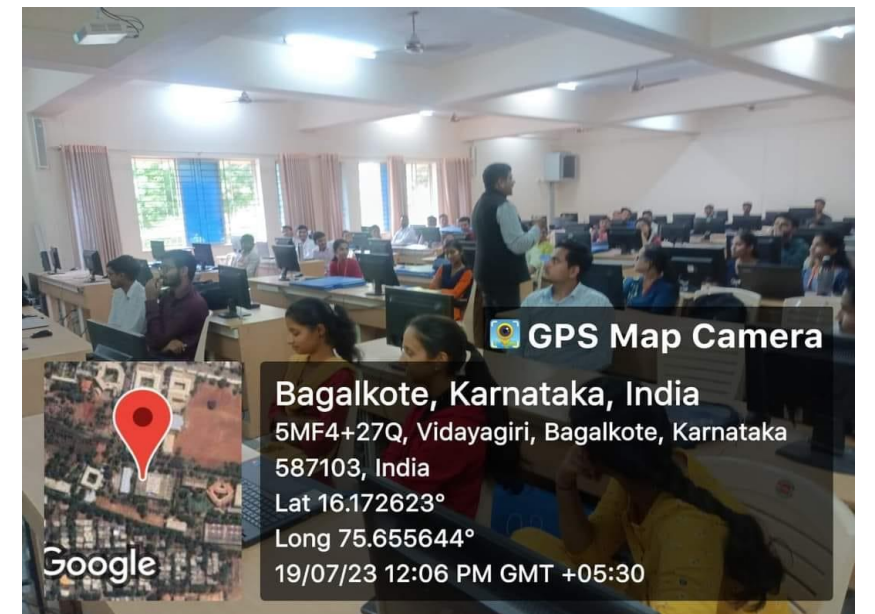 GPS Map Camera
Bagalkote, Karnataka, India
5MF4+27Q, Vidayagiri, Bagalkote, Karnataka
587103, India
Lat 16.172623°
Long 75.655644°
19/07/23 12:06 PM GMT +05:30
Google